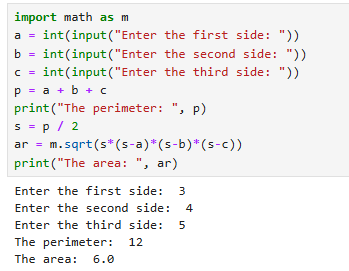 import math as m
a = int(input("Enter the first side: "))
b = int(input("Enter the second side: "))
c = int(input("Enter the third side: "))
p = a + b + c
print("The perimeter: ", p)
s = p / 2
ar = m.sqrt(s*(s-a)*(s-b)*(s-c))
print("The area: ", ar)
Enter the first side:  3
Enter the second side:  4
Enter the third side:  5
The perimeter:  12
The area:  6.0